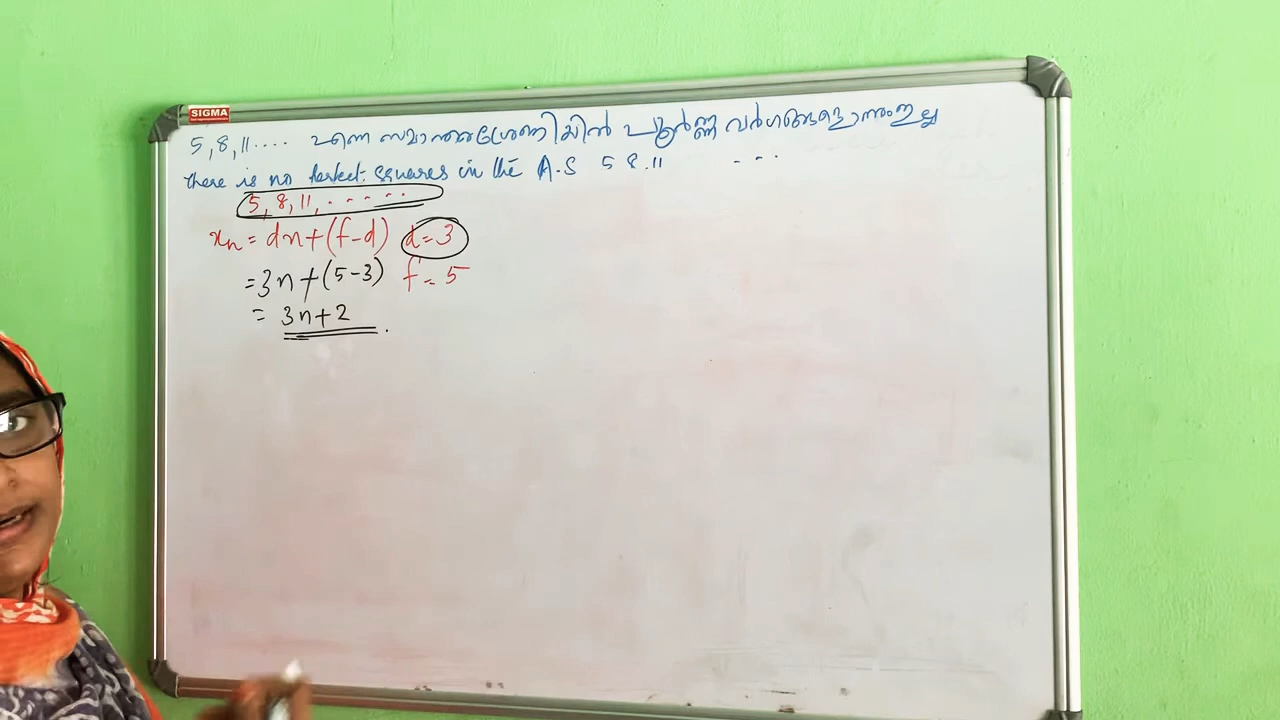 SIGMA
5, 8, 11.... എന്ന സമാന്തരശ്രേണിയിൽ പൂർണ്ണ വർഗങ്ങളൊന്നും ഇല്ല
There is no perfect squares in the A.S 5 8 11 ...
5, 8, 11, ......
xn = dn+(f-d) d=3
=3n+(5-3) f=5
= 3n+2.